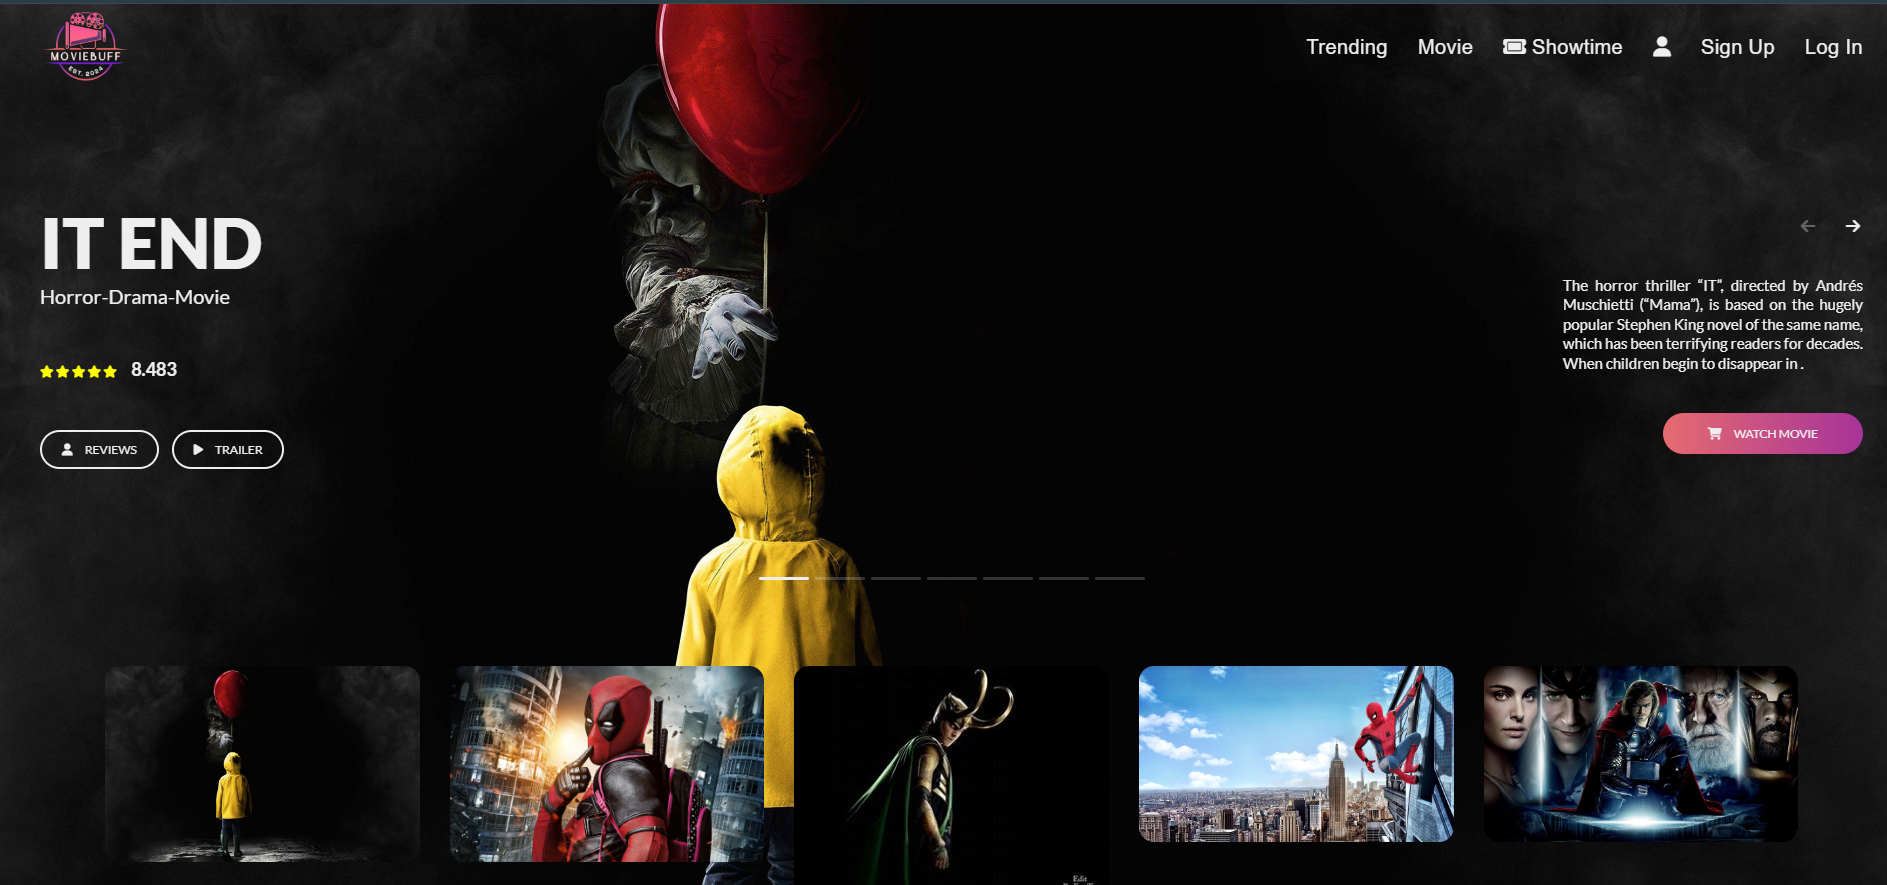 MOVIEBUFF
EST. 2024
Trending Movie Showtime Sign Up Log In
IT END
Horror-Drama-Movie
8.483
REVIEWS TRAILER
The horror thriller “IT”, directed by Andrés
Muschietti (“Mama”), is based on the hugely
popular Stephen King novel of the same name,
which has been terrifying readers for decades.
When children begin to disappear in .
WATCH MOVIE
Edit